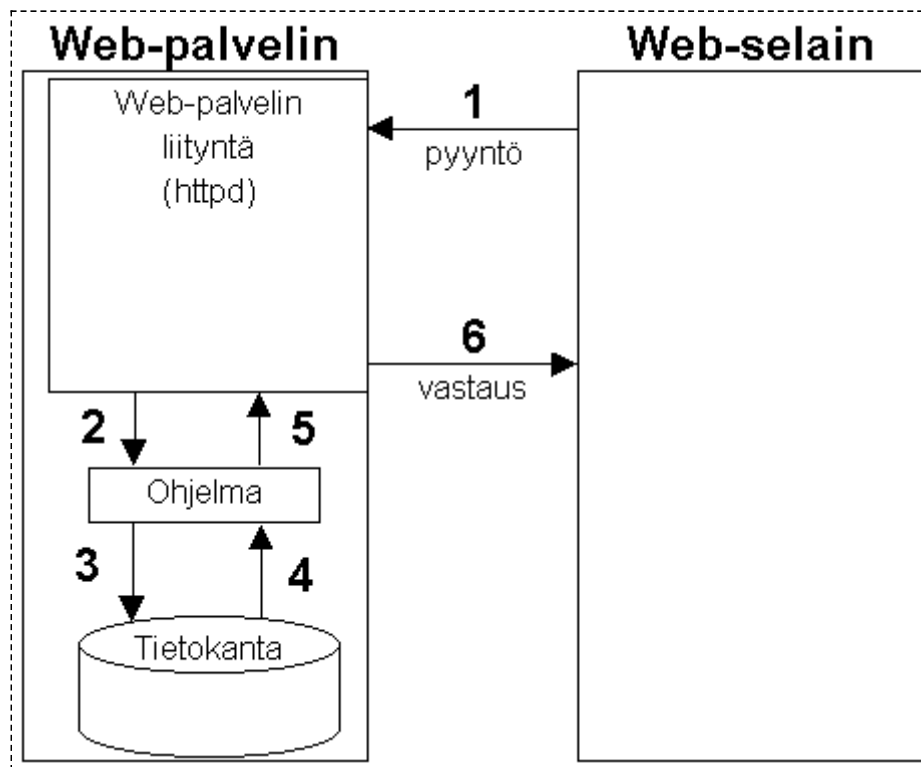 Web-palvelin
Web-selain
Web-palvelin
liityntä
(httpd)
1
pyyntö
6
vastaus
2
5
Ohjelma
3
4
Tietokanta